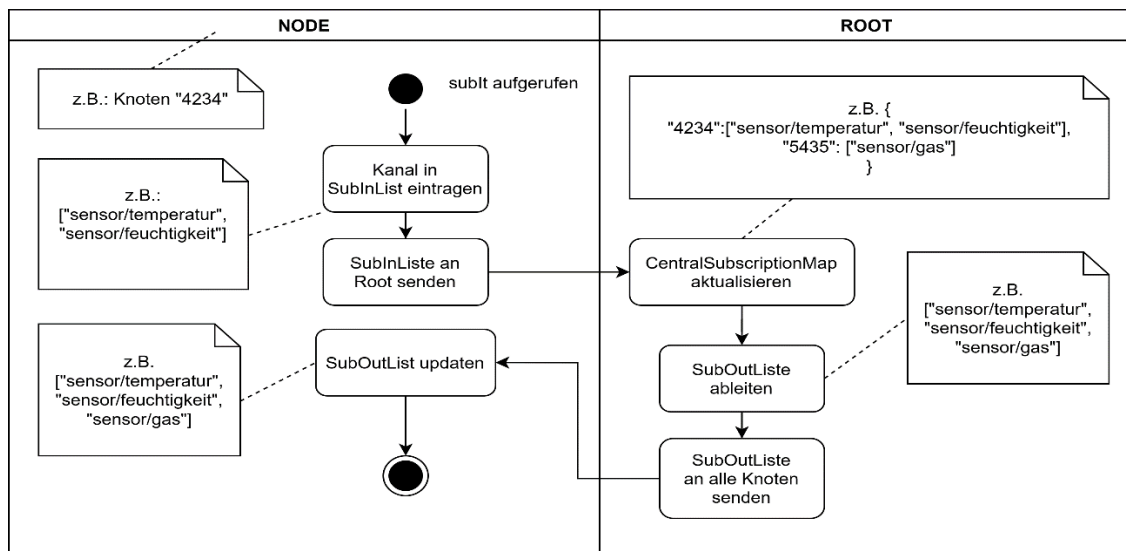 NODE
ROOT
z.B.: Knoten "4234"
subIt aufgerufen
z.B. {
"4234":["sensor/temperatur", "sensor/feuchtigkeit"],
"5435": ["sensor/gas"]
}
Kanal in
SubInList eintragen
z.B.:
["sensor/temperatur",
"sensor/feuchtigkeit"]
SubInListe an
Root senden
CentralSubscriptionMap
aktualisieren
z.B.
["sensor/temperatur",
"sensor/feuchtigkeit",
"sensor/gas"]
SubOutListe
ableiten
SubOutListe
an alle Knoten
senden
SubOutList updaten
z.B.
["sensor/temperatur",
"sensor/feuchtigkeit",
"sensor/gas"]